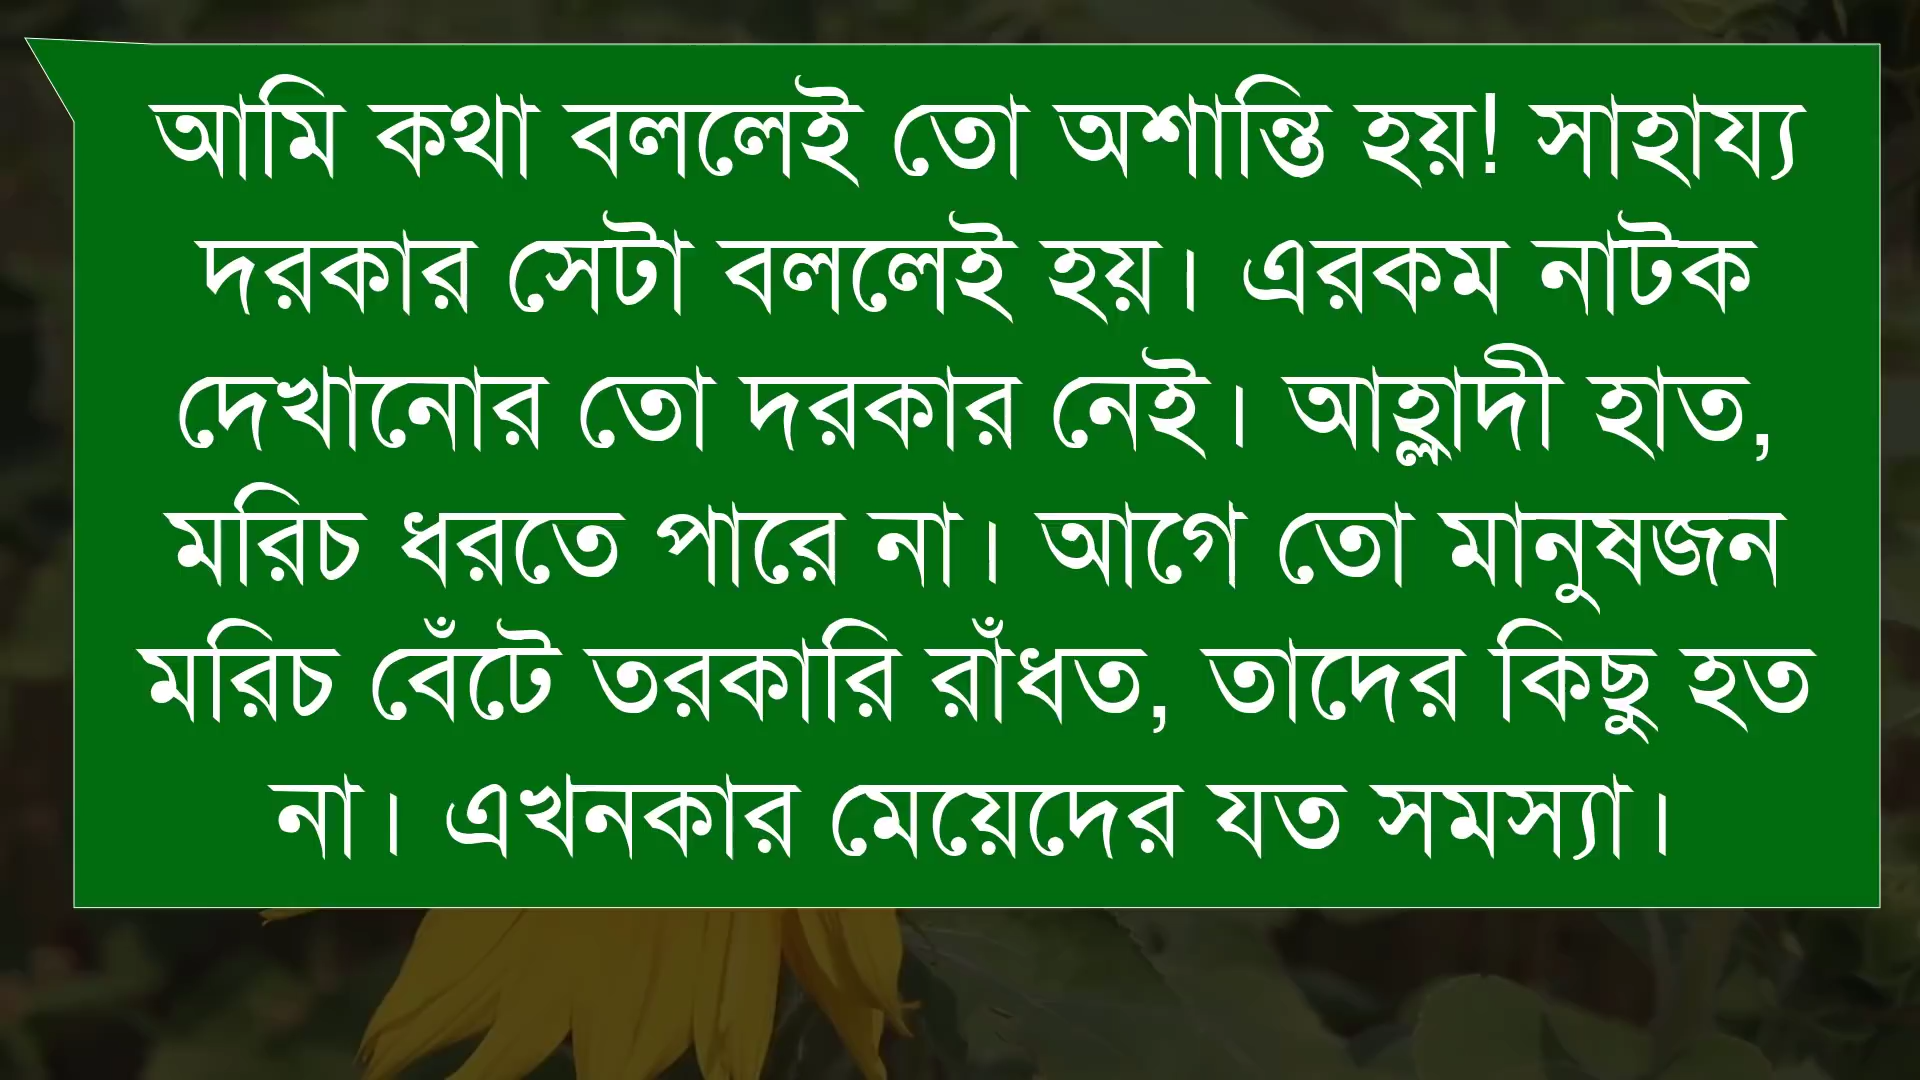 আমি কথা বললেই তো অশান্তি হয়! সাহায্য
দরকার সেটা বললেই হয়। এরকম নাটক
দেখানোর তো দরকার নেই। আহ্লাদী হাত,
মরিচ ধরতে পারে না। আগে তো মানুষজন
মরিচ বেঁটে তরকারি রাঁধত, তাদের কিছু হত
না। এখনকার মেয়েদের যত সমস্যা।